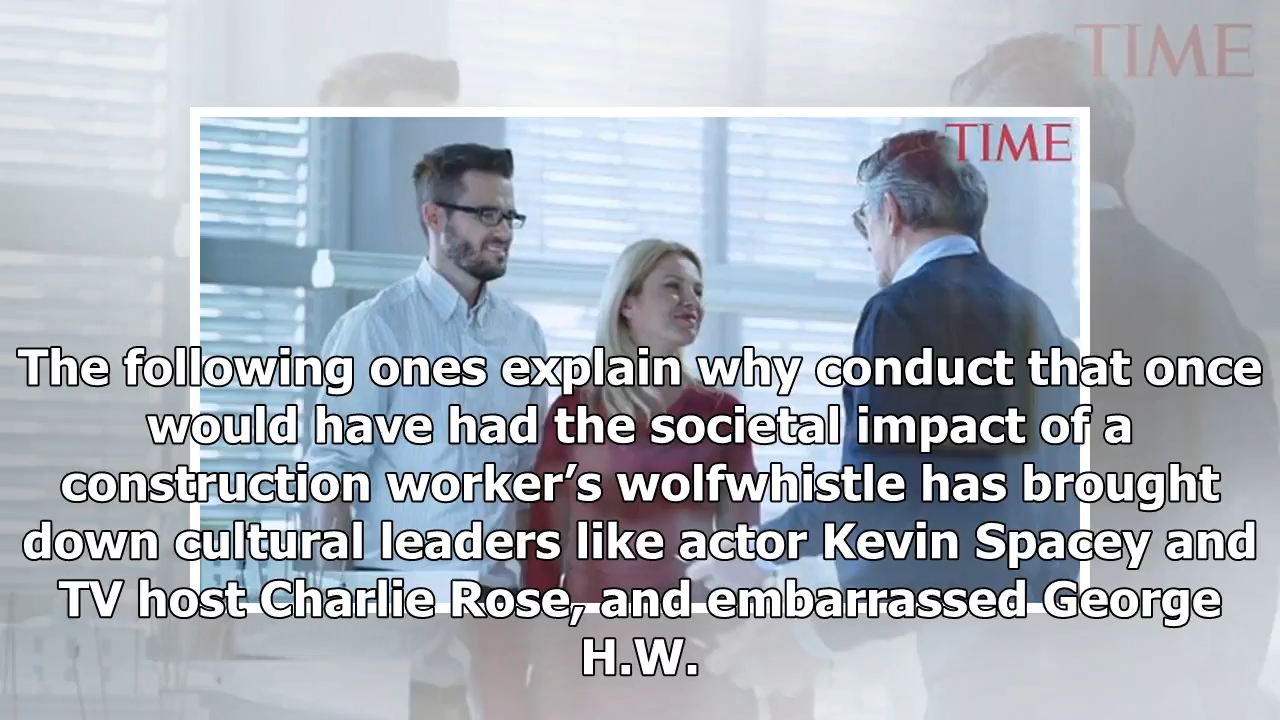 TIME
TIME
The following ones explain why conduct that once
would have had the societal impact of a
construction worker’s wolfwhistle has brought
down cultural leaders like actor Kevin Spacey and
TV host Charlie Rose, and embarrassed George
H.W.